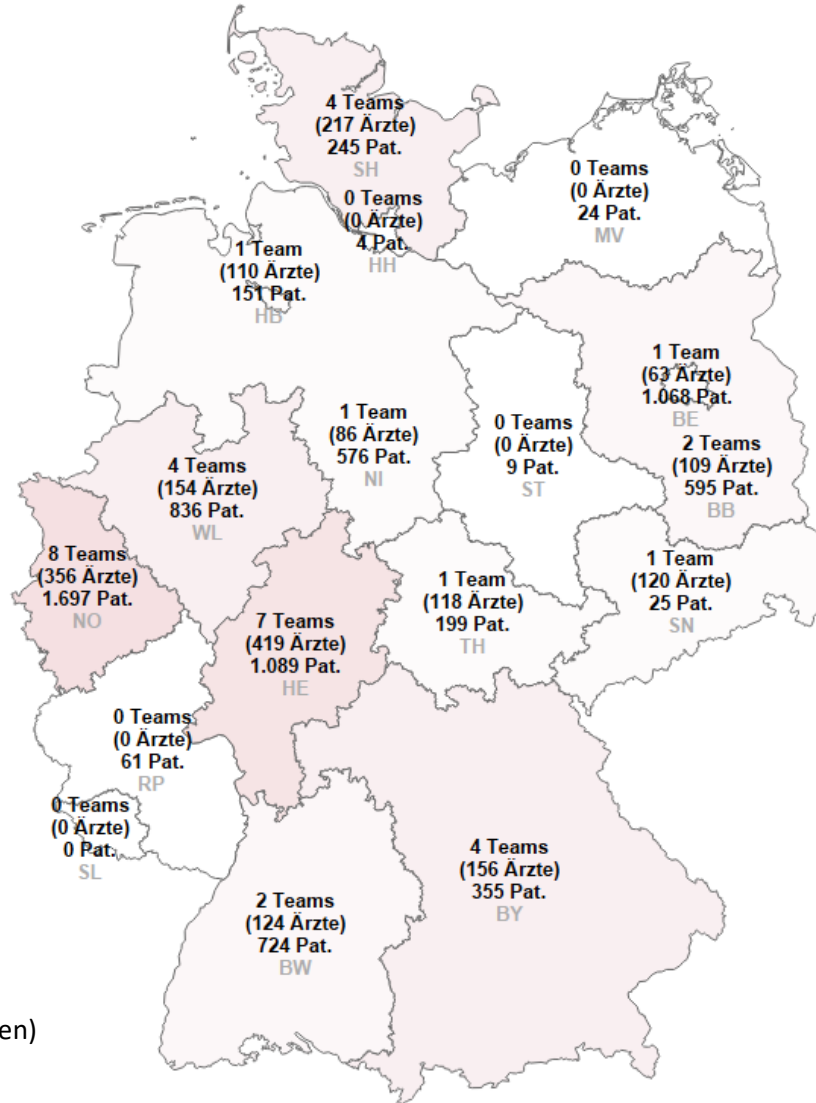 4 Teams
(217 Ärzte)
245 Pat.
SH
0 Teams
(0 Ärzte)
24 Pat.
MV
0 Teams
(0 Ärzte)
4 Pat.
HH
1 Team
(110 Ärzte)
151 Pat.
HB
1 Team
(63 Ärzte)
1.068 Pat.
BE
1 Team
(86 Ärzte)
576 Pat.
NI
0 Teams
(0 Ärzte)
9 Pat.
ST
2 Teams
(109 Ärzte)
595 Pat.
BB
4 Teams
(154 Ärzte)
836 Pat.
WL
8 Teams
(356 Ärzte)
1.697 Pat.
NO
7 Teams
(419 Ärzte)
1.089 Pat.
HE
1 Team
(118 Ärzte)
199 Pat.
TH
1 Team
(120 Ärzte)
25 Pat.
SN
0 Teams
(0 Ärzte)
61 Pat.
RP
0 Teams
(0 Ärzte)
0 Pat.
SL
4 Teams
(156 Ärzte)
355 Pat.
BY
2 Teams
(124 Ärzte)
724 Pat.
BW
en)